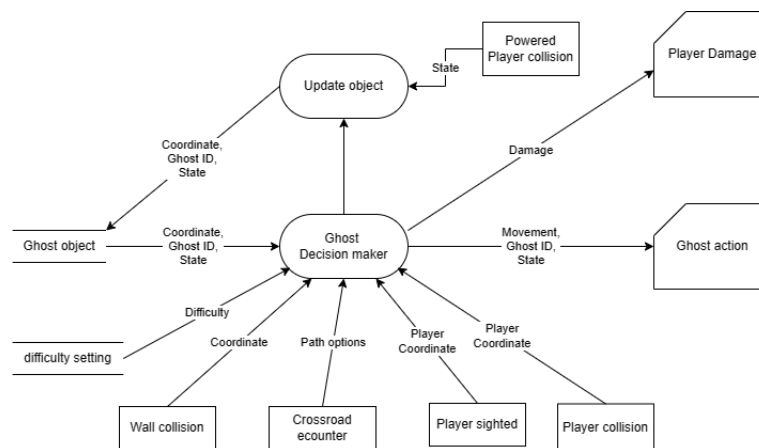 Powered
Player collision
Player Damage
State
Update object
Damage
Coordinate,
Ghost ID,
State
Ghost object
Coordinate,
Ghost ID,
State
Ghost
Decision maker
Movement,
Ghost ID,
State
Ghost action
Difficulty
difficulty setting
Coordinate
Path options
Player
Coordinate
Player
Coordinate
Wall collision
Crossroad
ecounter
Player sighted
Player collision